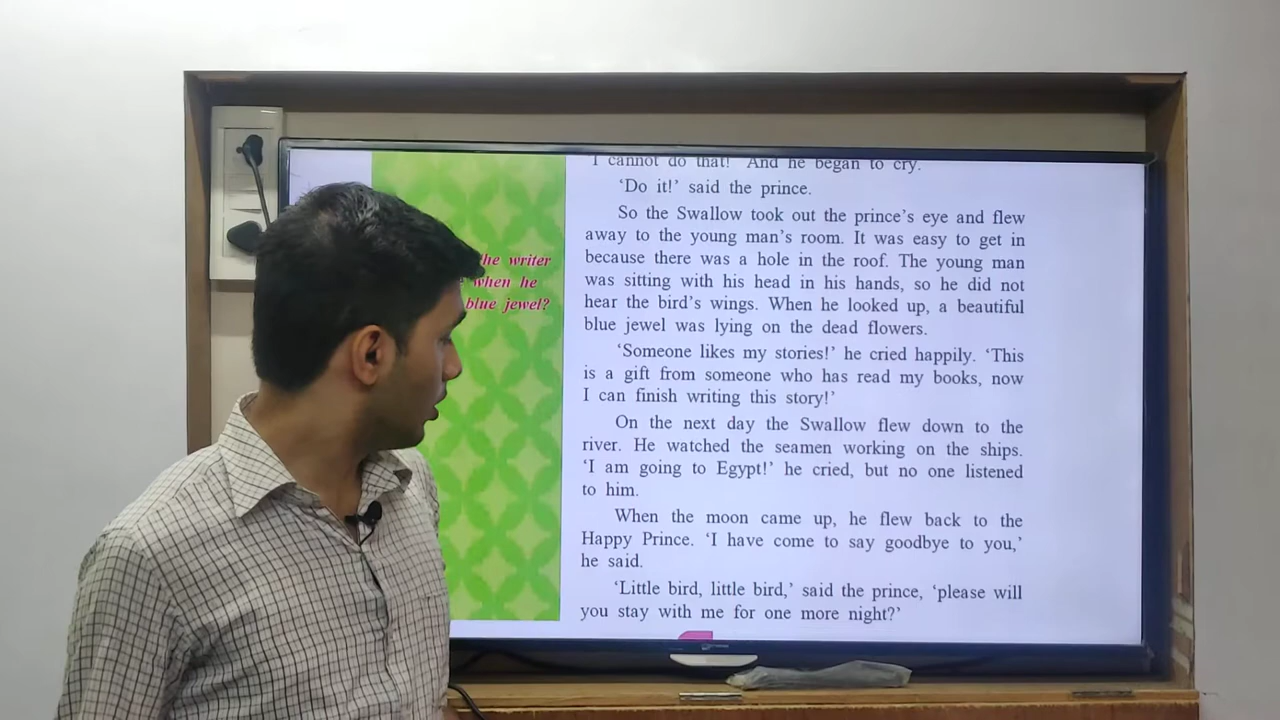 he writer
when he
blue jewel?
I cannot do that!' And he began to cry.
‘Do it!’ said the prince.
So the Swallow took out the prince’s eye and flew
away to the young man’s room. It was easy to get in
because there was a hole in the roof. The young man
was sitting with his head in his hands, so he did not
hear the bird’s wings. When he looked up, a beautiful
blue jewel was lying on the dead flowers.
‘Someone likes my stories!’ he cried happily. ‘This
is a gift from someone who has read my books, now
I can finish writing this story!’
On the next day the Swallow flew down to the
river. He watched the seamen working on the ships.
‘I am going to Egypt!’ he cried, but no one listened
to him.
When the moon came up, he flew back to the
Happy Prince. ‘I have come to say goodbye to you,’
he said.
‘Little bird, little bird,’ said the prince, ‘please will
you stay with me for one more night?’